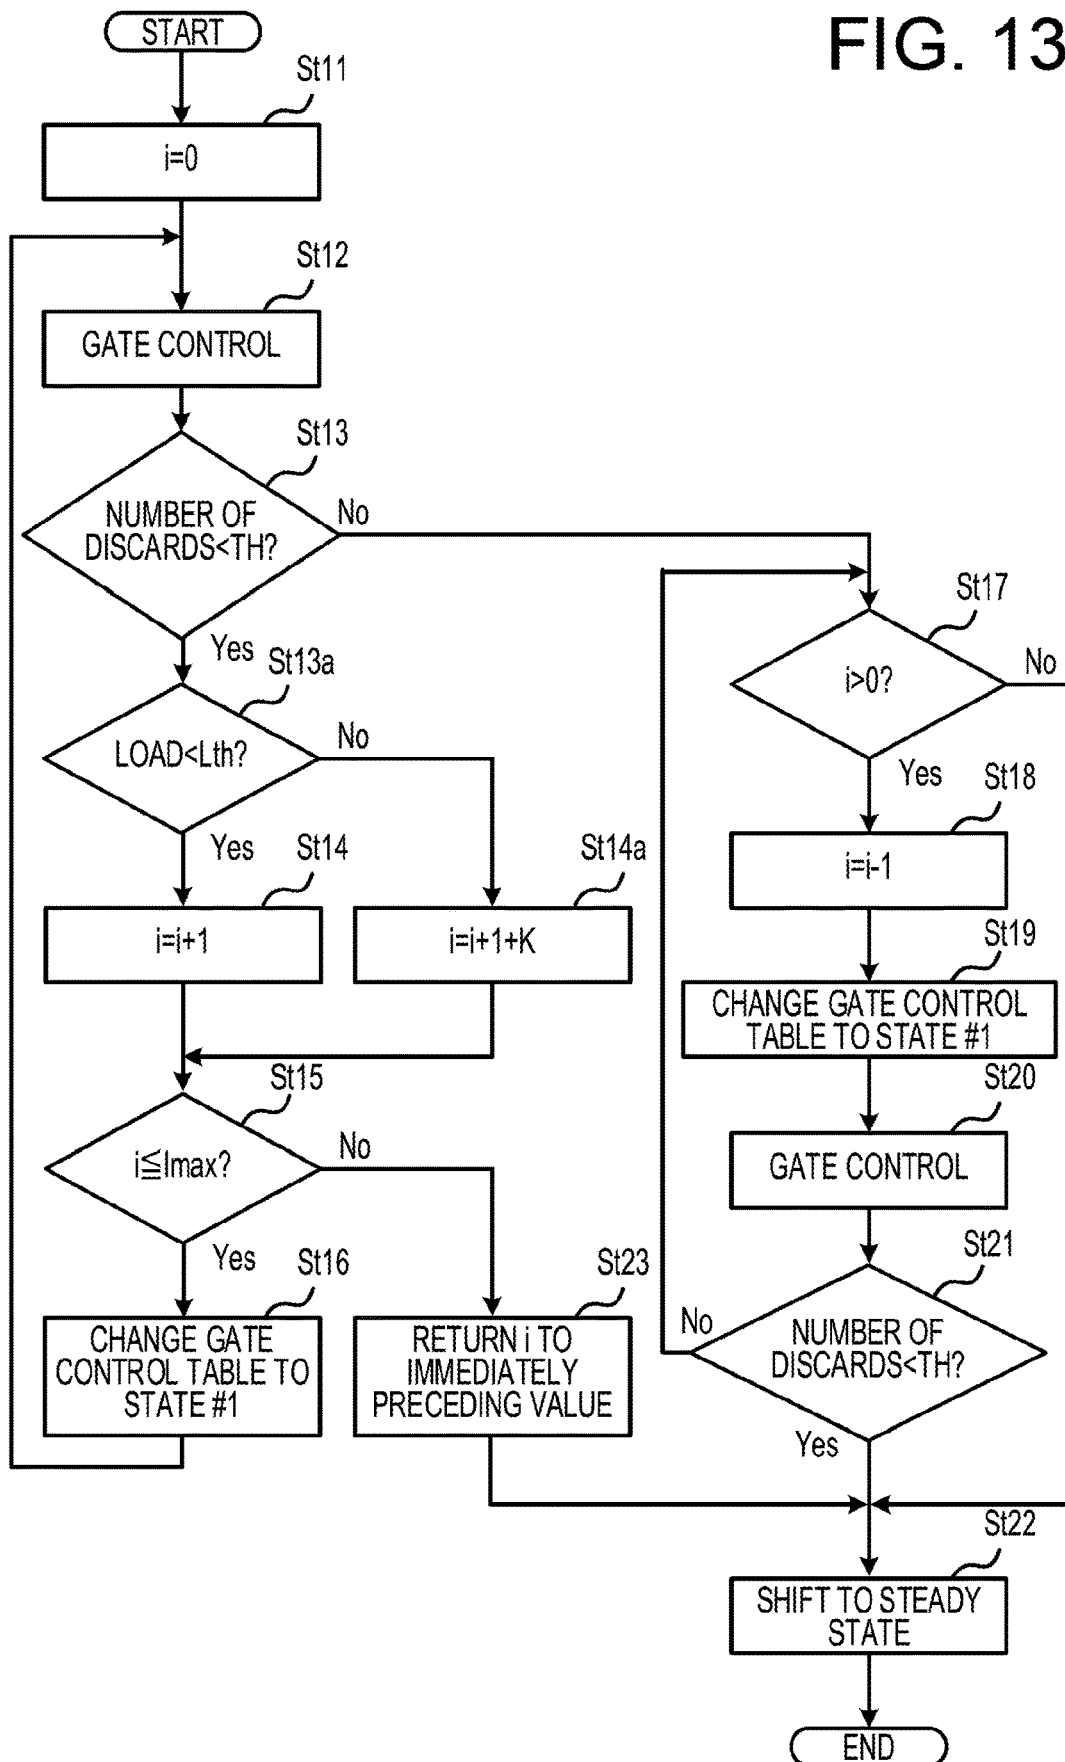 FIG. 13
START
St11
i=0
St12
GATE CONTROL
St13
NUMBER OF
DISCARDS<TH?
No
Yes
St13a
LOAD<Lth?
No
Yes
St14
i=i+1
St14a
i=i+1+K
St15
i≦Imax?
No
Yes
St16
CHANGE GATE
CONTROL TABLE TO
STATE #1
St23
RETURN i TO
IMMEDIATELY
PRECEDING VALUE
St17
i>0?
No
Yes
St18
i=i-1
St19
CHANGE GATE CONTROL
TABLE TO STATE #1
St20
GATE CONTROL
St21
NUMBER OF
DISCARDS<TH?
No
Yes
St22
SHIFT TO STEADY
STATE
END